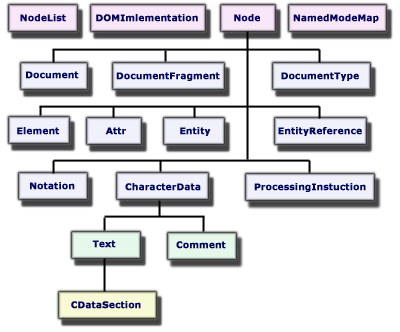 NodeList DOMImlementation Node NamedModeMap
Document DocumentFragment DocumentType
Element Attr Entity EntityReference
Notation CharacterData ProcessingInstuction
Text Comment
CDataSection